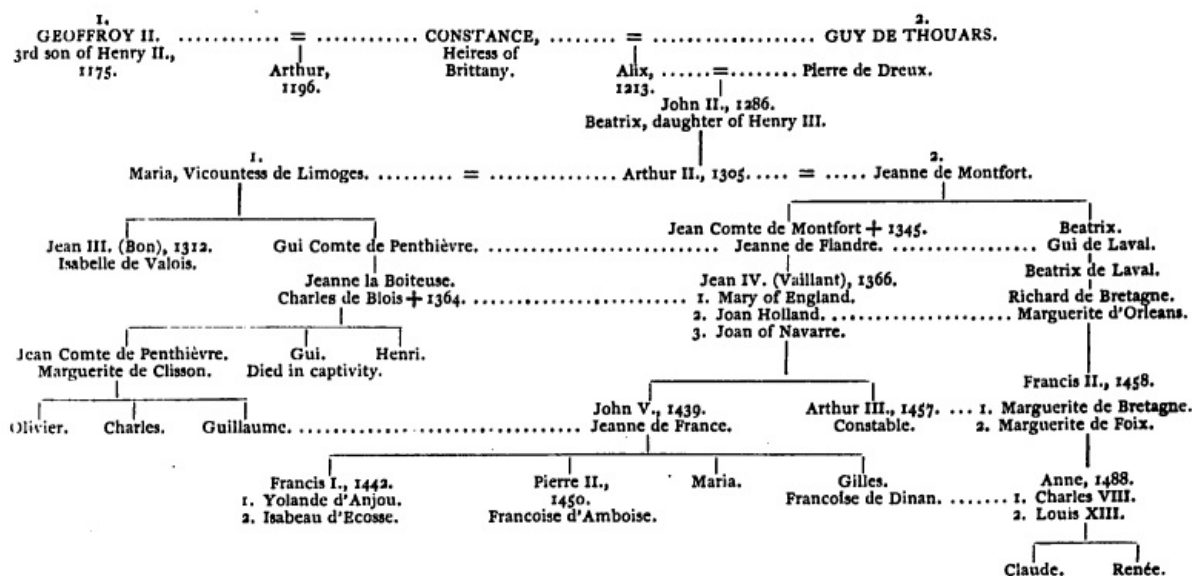 1. 2.
GEOFFROY II. ............ = ............ CONSTANCE, ........ = ................ GUY DE THOUARS.
3rd son of Henry II., Heiress of
1175. Arthur, Brittany. Alix, ......=....... Pierre de Dreux.
1196. 1213.
John II., 1286.
Beatrix, daughter of Henry III.
1. 2.
Maria, Vicountess de Limoges. ......... = .............. Arthur II., 1305. .... = ..... Jeanne de Montfort.
Jean Comte de Montfort + 1345. Beatrix.
Jean III. (Bon), 1312. Gui Comte de Penthièvre. ........................ Jeanne de Flandre. .............. Gui de Laval.
Isabelle de Valois.
Beatrix de Laval.
Jeanne la Boiteuse. Jean IV. (Vaillant), 1366.
Charles de Blois + 1364. ........................ 1. Mary of England. Richard de Bretagne.
2. Joan Holland. ................ Marguerite d'Orleans.
3. Joan of Navarre.
Jean Comte de Penthièvre. Gui. Henri.
Marguerite de Clisson. Died in captivity.
Francis II., 1458.
John V., 1439. Arthur III., 1457. ... 1. Marguerite de Bretagne.
Olivier. Charles. Guillaume. ............................ Jeanne de France. Constable. 2. Marguerite de Foix.
Francis I., 1442. Pierre II., Maria. Gilles. Anne, 1488.
1. Yolande d'Anjou. 1450. Francoise de Dinan. ....... 1. Charles VIII.
2. Isabeau d'Ecosse. Francoise d'Amboise. 2. Louis XIII.
Claude. Renée.